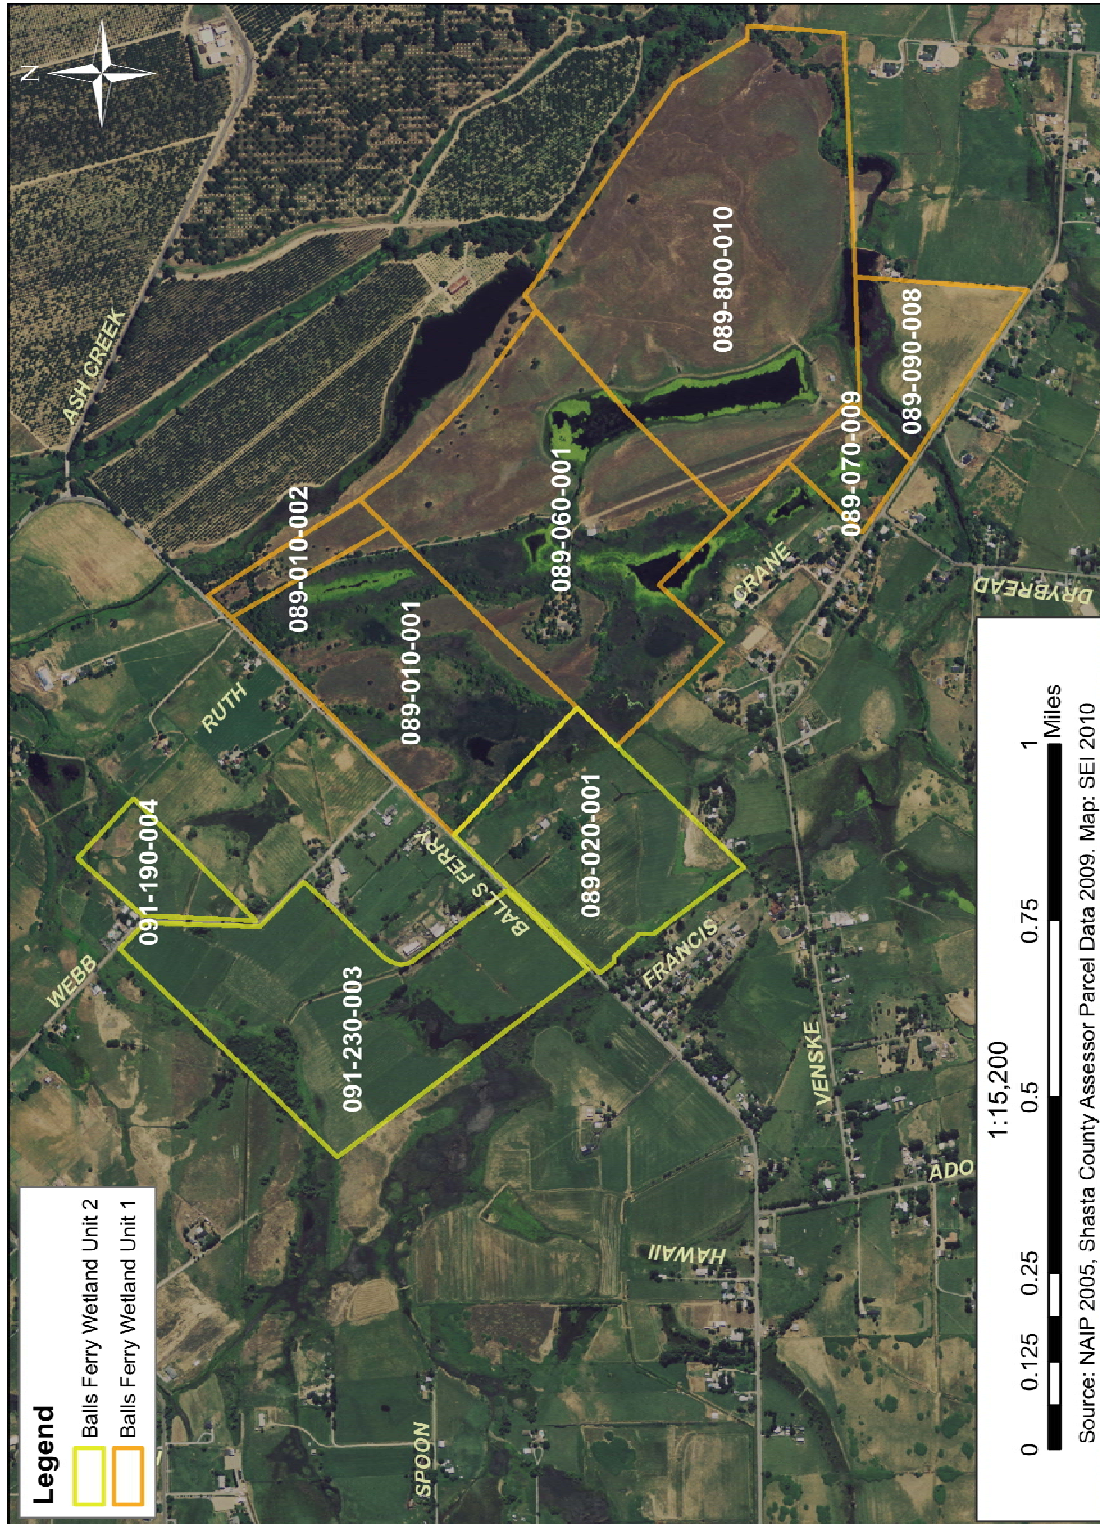 Legend
Balls Ferry Wetland Unit 2
Balls Ferry Wetland Unit 1
N
SPOON
HAWAII
ADO
VENSKE
WEBB
091-190-004
091-230-003
BALLS FERRY
FRANCIS
089-020-001
RUTH
089-010-001
089-010-002
ASH CREEK
089-060-001
CRANE
DRYBREAD
089-070-009
089-090-008
089-800-010
1:15,200
0 0.125 0.25 0.5 0.75 1
Miles
Source: NAIP 2005, Shasta County Assessor Parcel Data 2009. Map: SEI 2010